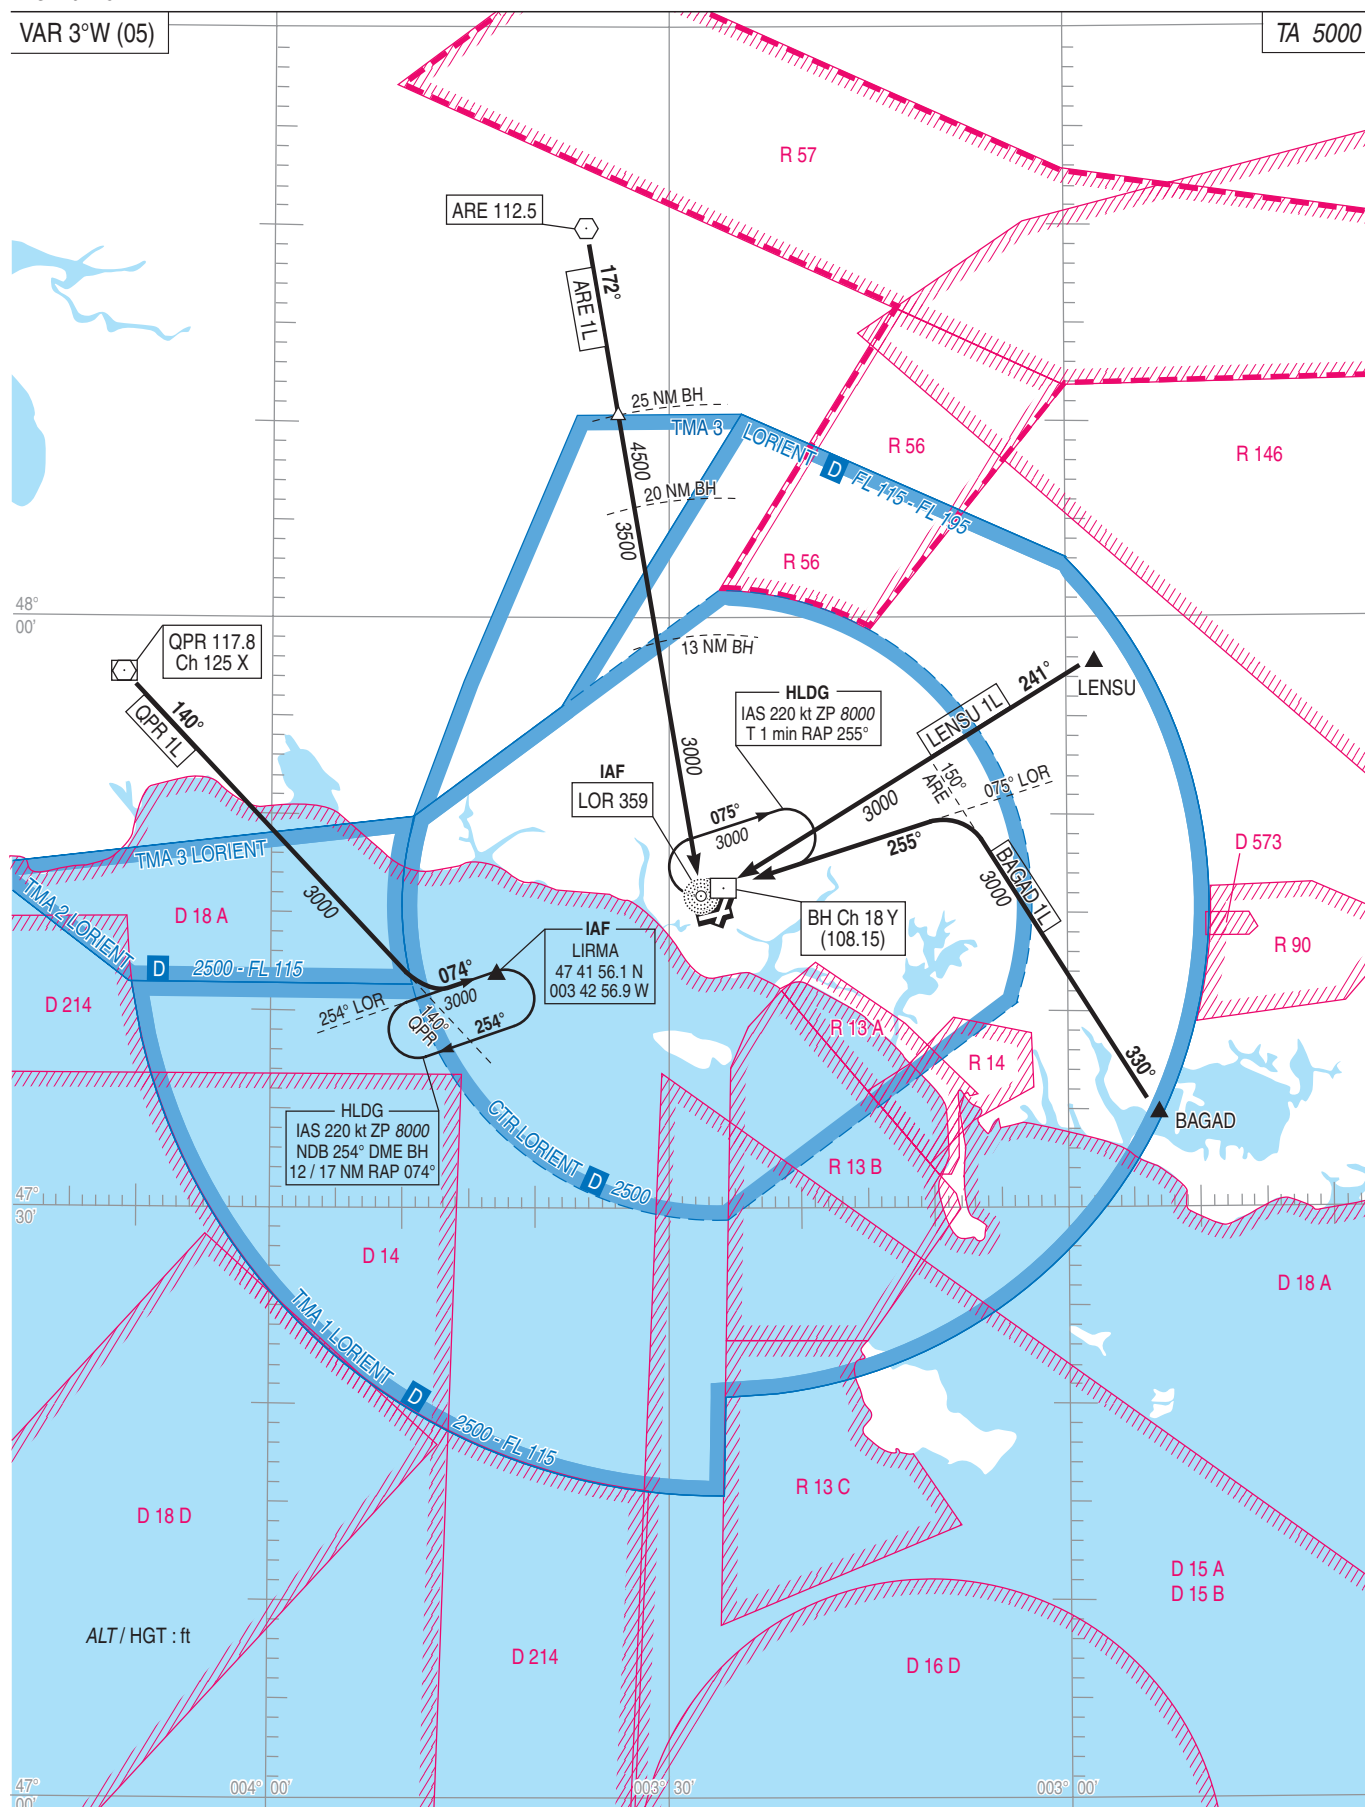 VAR 3°W (05)
TA 5000
R 57
ARE 112.5
172°
ARE 1L
25 NM BH
TMA 3
LORIENT D FL 115 - FL 195
R 56
R 146
4500
20 NM BH
3500
R 56
48°
00'
QPR 117.8
Ch 125 X
13 NM BH
241°
LENSU
HLDG
IAS 220 kt ZP 8000
T 1 min RAP 255°
LENSU 1L
140°
QPR 1L
3000
IAF
LOR 359
150°
ARE
075° LOR
075°
3000
3000
255°
TMA 3 LORIENT
D 573
BAGAD 1L
3000
TMA 2 LORIENT
D 18 A
3000
BH Ch 18 Y
(108.15)
R 90
IAF
LIRMA
47 41 56.1 N
003 42 56.9 W
D 2500 - FL 115
074°
3000
D 214
254° LOR
140°
QPR
254°
R 13 A
R 14
330°
BAGAD
HLDG
IAS 220 kt ZP 8000
NDB 254° DME BH
12 / 17 NM RAP 074°
CTR LORIENT D 2500
R 13 B
47°
30'
D 14
D 18 A
TMA 1 LORIENT D 2500 - FL 115
R 13 C
D 18 D
D 15 A
D 15 B
ALT / HGT : ft
D 214
D 16 D
47°
00'
004° 00'
003° 30'
003° 00'